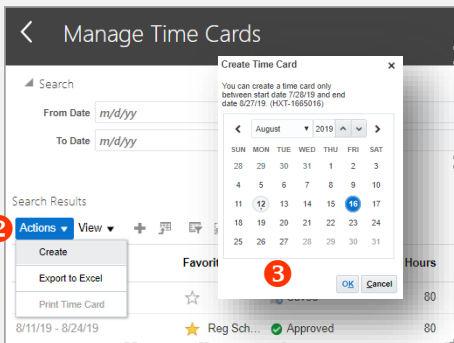 Manage Time Cards
Create Time Card
You can create a time card only
between start date 7/28/19 and end
date 8/27/19. (HXT-1665016)
Search
From Date m/d/yy
To Date m/d/yy
August 2019
SUN MON TUE WED THU FRI SAT
28 29 30 31 1 2 3
4 5 6 7 8 9 10
11 12 13 14 15 16 17
18 19 20 21 22 23 24
25 26 27 28 29 30 31
3
OK Cancel
Search Results
2
Actions View
Create
Export to Excel
Print Time Card
Favorit
Hours
Saved 80
8/11/19 - 8/24/19 Reg Sch... Approved 80